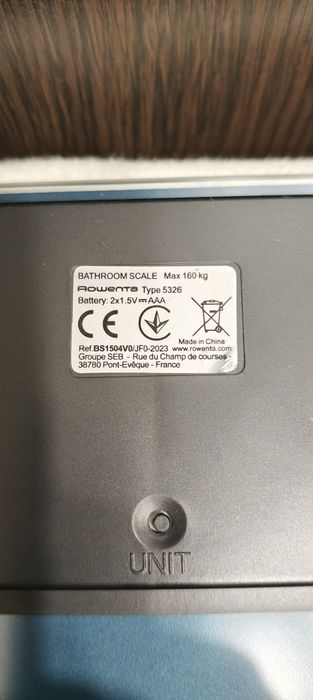 BATHROOM SCALE Max 160 kg
Rowenta Type 5326
Battery: 2x1.5V AAA
CE
Made in China
Ref.BS1504V0/JF0-2023 www.rowenta.com
Groupe SEB - Rue du Champ de courses -
38780 Pont-Evêque - France
UNIT